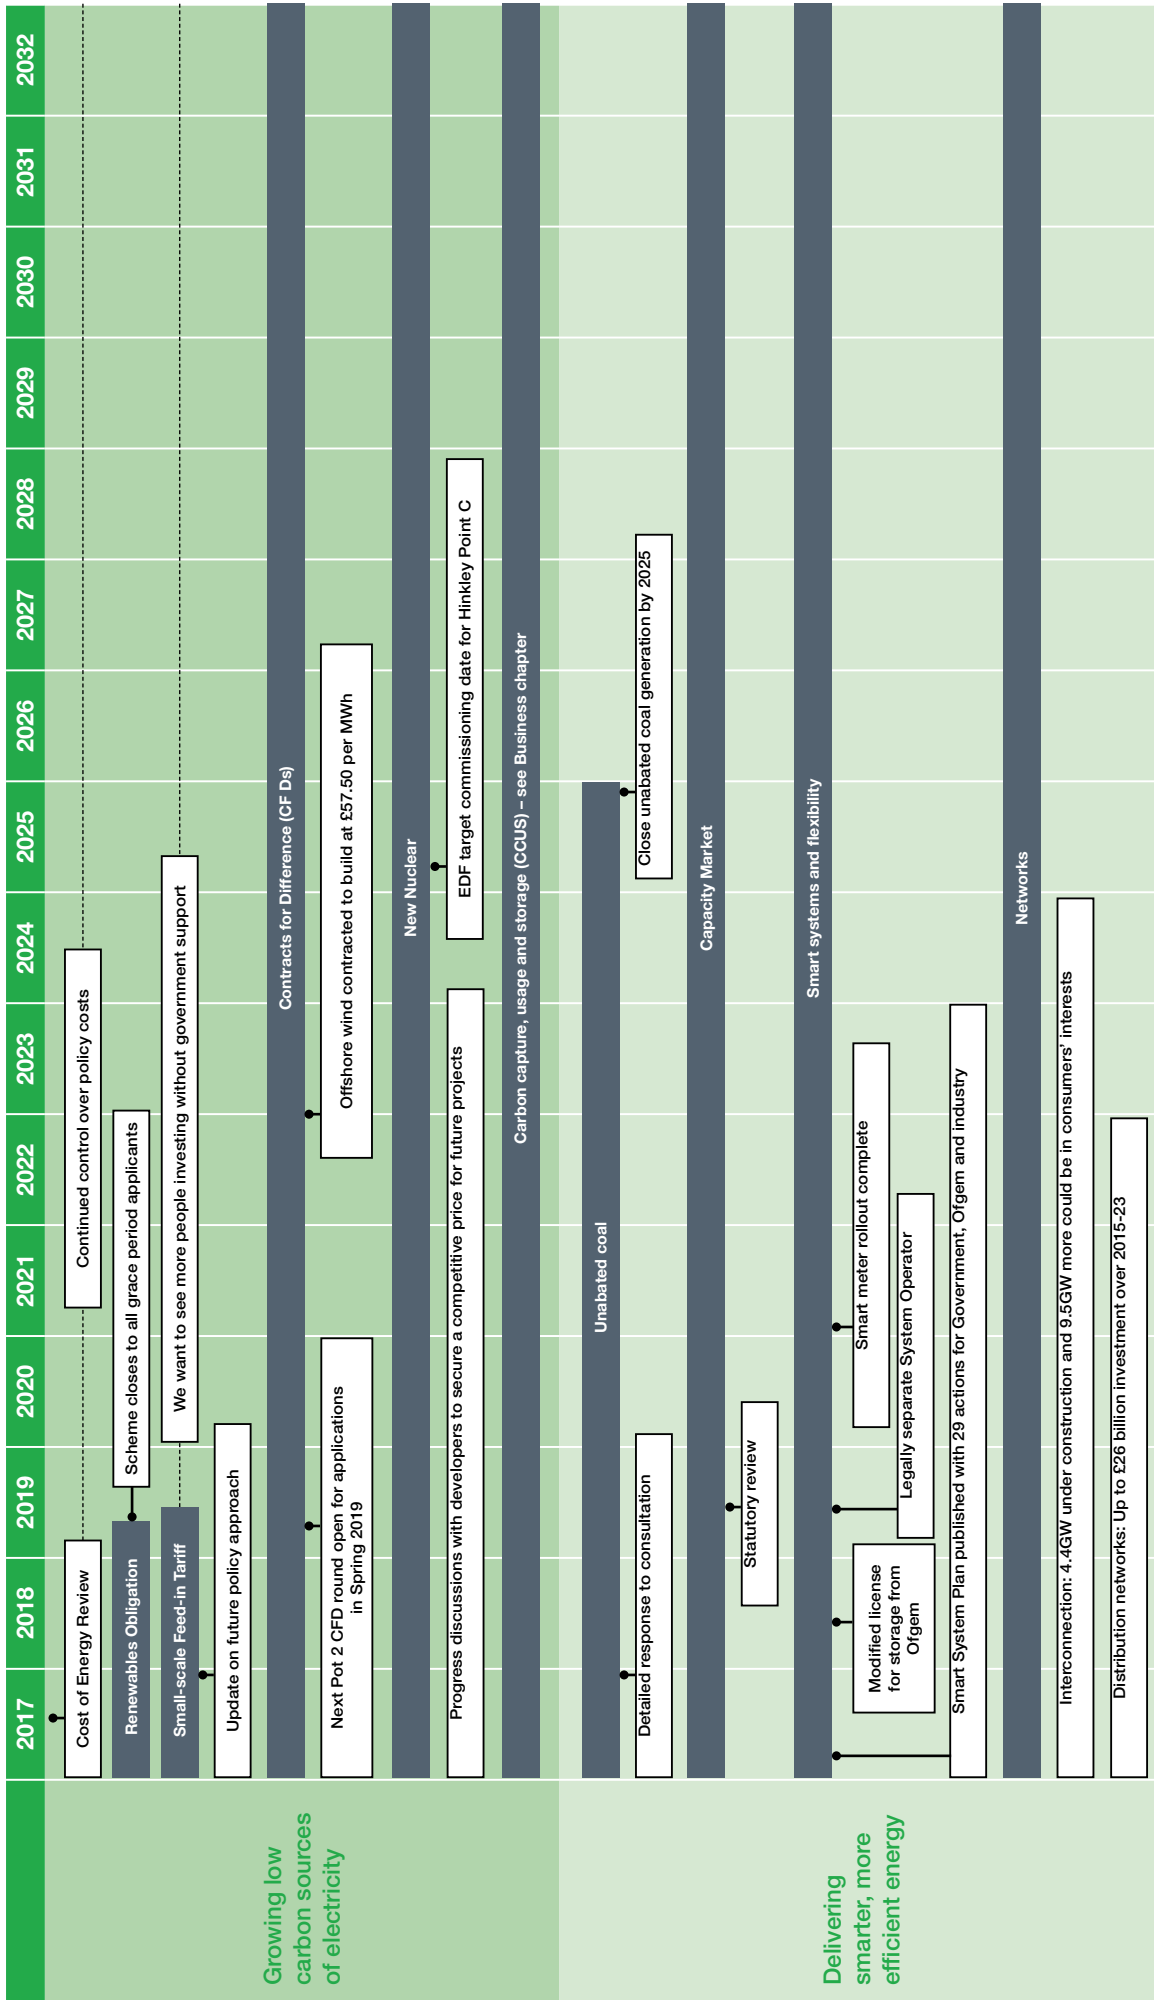 2017 2018 2019 2020 2021 2022 2023 2024 2025 2026 2027 2028 2029 2030 2031 2032
Growing low
carbon sources
of electricity
Cost of Energy Review
Continued control over policy costs
Renewables Obligation
Scheme closes to all grace period applicants
Small-scale Feed-in Tariff
We want to see more people investing without government support
Update on future policy approach
Contracts for Difference (CF Ds)
Next Pot 2 CFD round open for applications
in Spring 2019
Offshore wind contracted to build at £57.50 per MWh
New Nuclear
Progress discussions with developers to secure a competitive price for future projects
EDF target commissioning date for Hinkley Point C
Carbon capture, usage and storage (CCUS) – see Business chapter
Delivering
smarter, more
efficient energy
Unabated coal
Detailed response to consultation
Close unabated coal generation by 2025
Capacity Market
Statutory review
Smart systems and flexibility
Modified license
for storage from
Ofgem
Smart meter rollout complete
Legally separate System Operator
Smart System Plan published with 29 actions for Government, Ofgem and industry
Networks
Interconnection: 4.4GW under construction and 9.5GW more could be in consumers' interests
Distribution networks: Up to £26 billion investment over 2015-23